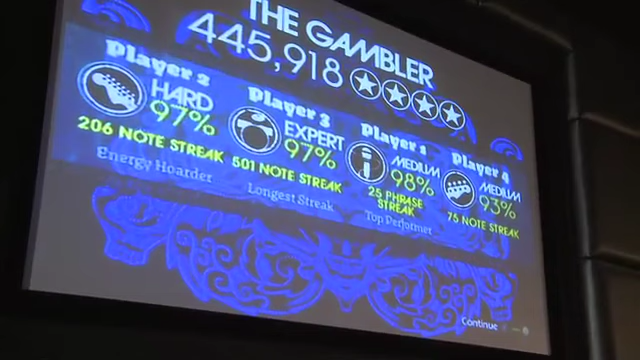 THE GAMBLER
445,918
Player 2
HARD
97%
206 NOTE STREAK
Energy Hoarder
Player 3
EXPERT
97%
501 NOTE STREAK
Longest Streak
Player 1
MEDIUM
98%
25 PHRASE
STREAK
Top Performer
Player 4
MEDIUM
93%
75 NOTE STREAK
Continue